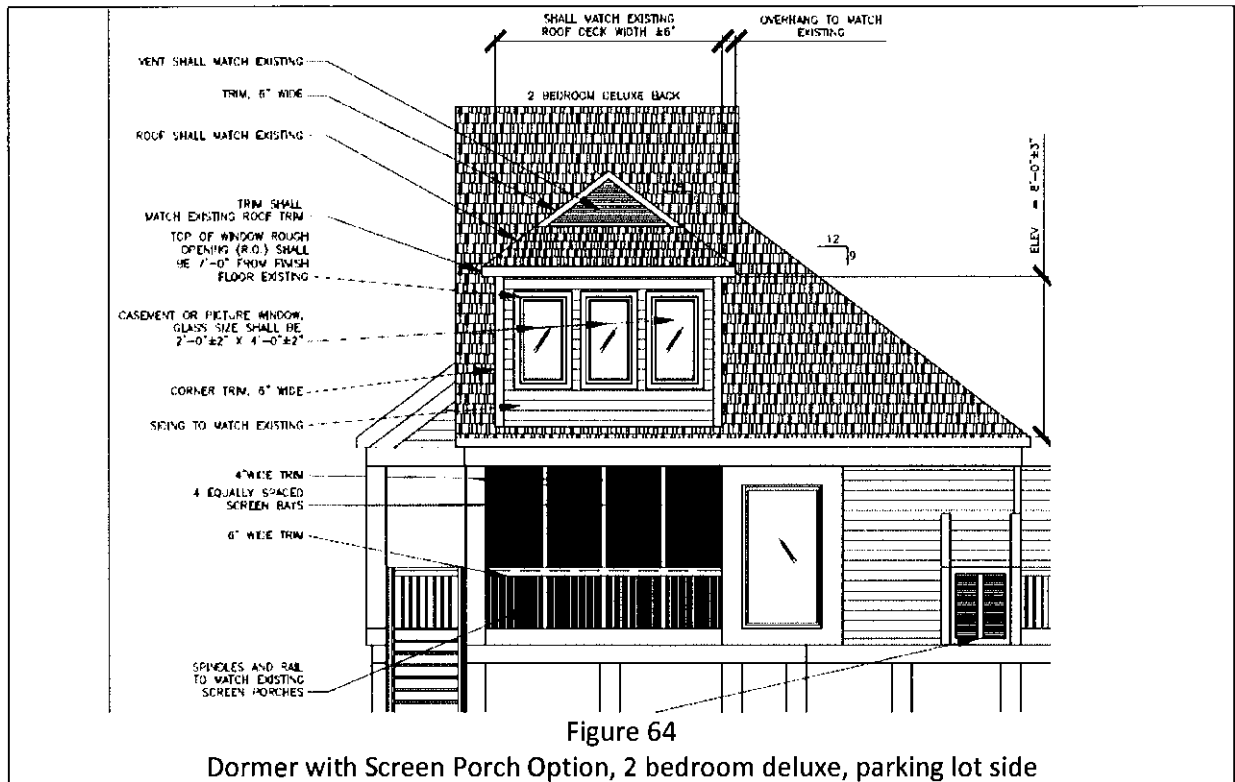 SHALL MATCH EXISTING
ROOF DECK WIDTH ±6"
OVERHANG TO MATCH
EXISTING
VENT SHALL MATCH EXISTING
TRIM, 6" WIDE
2 BEDROOM DELUXE BACK
ROOF SHALL MATCH EXISTING
TRIM SHALL
MATCH EXISTING ROOF TRIM
TOP OF WINDOW ROUGH
OPENING (R.O.) SHALL
BE 7'-0" FROM FINISH
FLOOR EXISTING
12
9
ELEV = 8'-0"±3"
CASEMENT OR PICTURE WINDOW,
GLASS SIZE SHALL BE
2'-0"±2" X 4'-0"±2"
CORNER TRIM, 6" WIDE
SIDING TO MATCH EXISTING
4" WIDE TRIM
4 EQUALLY SPACED
SCREEN BAYS
6" WIDE TRIM
SPINDLES AND RAIL
TO MATCH EXISTING
SCREEN PORCHES
Figure 64
Dormer with Screen Porch Option, 2 bedroom deluxe, parking lot side